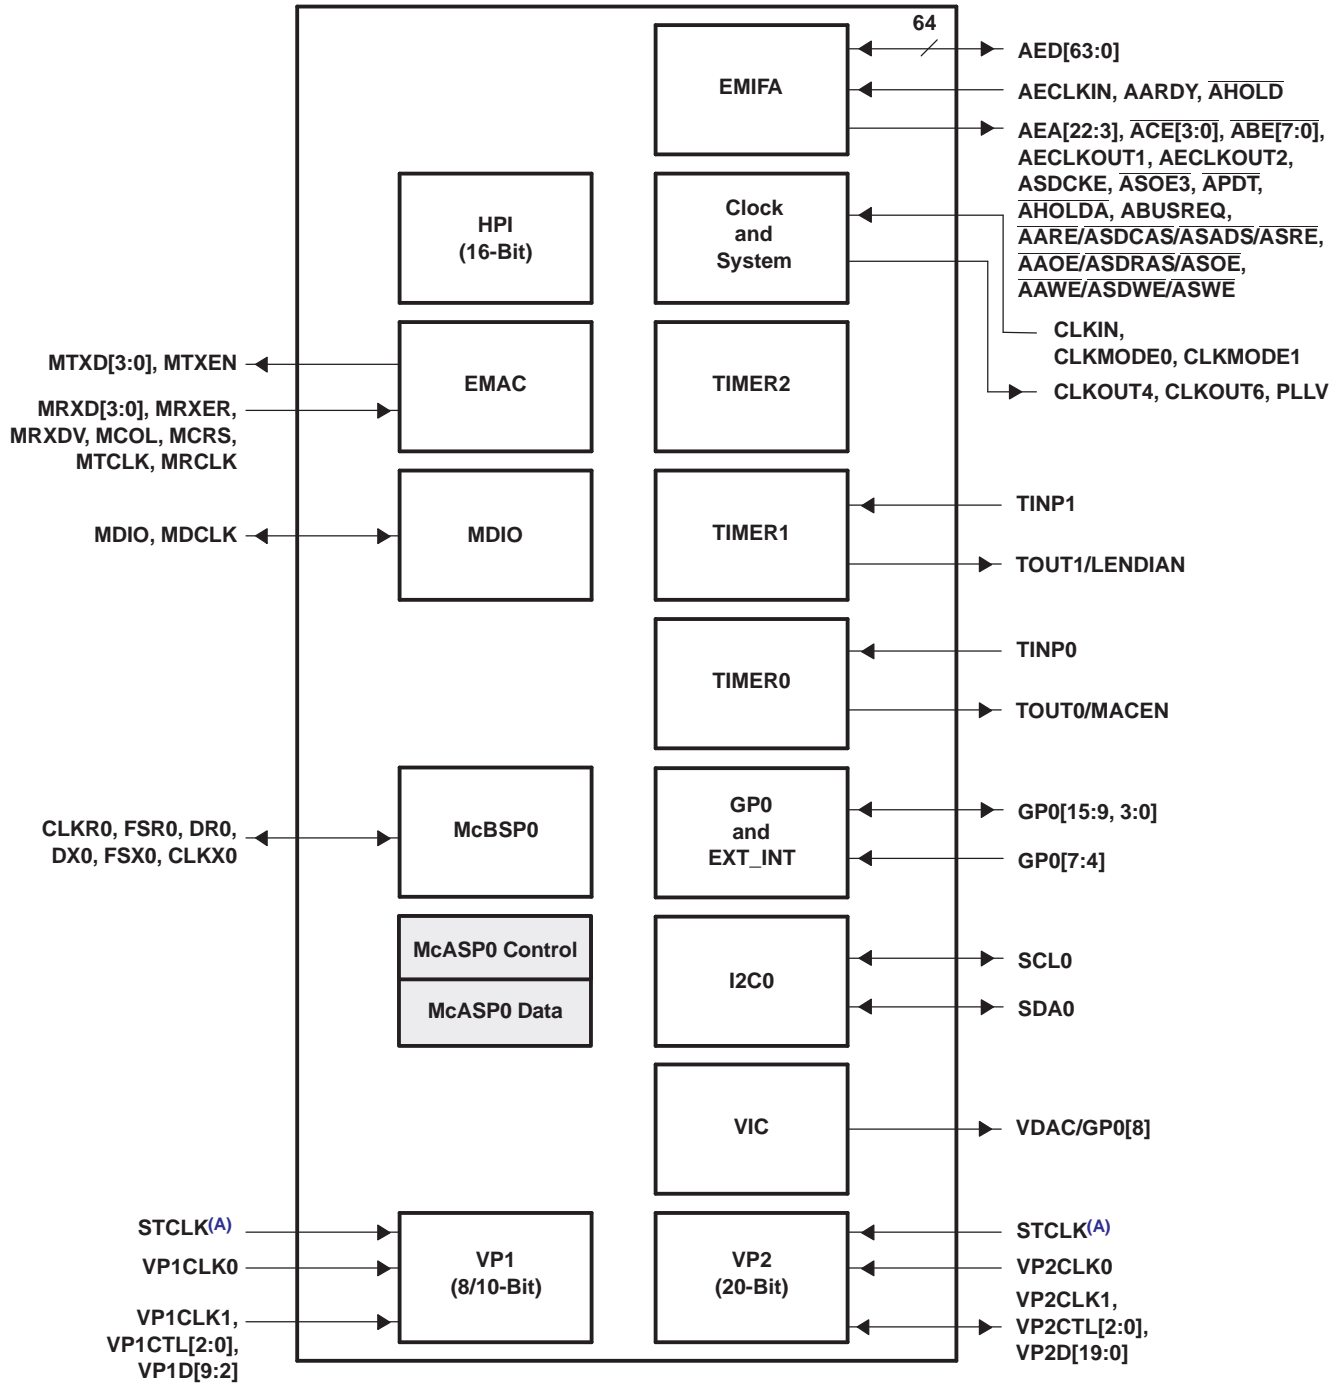 64
AED[63:0]
EMIFA
AECLKIN, AARDY, AHOLD
AEA[22:3], ACE[3:0], ABE[7:0],
AECLKOUT1, AECLKOUT2,
ASDCKE, ASOE3, APDT,
AHOLDA, ABUSREQ,
AARE/ASDCAS/ASADS/ASRE,
AAOE/ASDRAS/ASOE,
AAWE/ASDWE/ASWE
HPI
(16-Bit)
Clock
and
System
CLKIN,
CLKMODE0, CLKMODE1
CLKOUT4, CLKOUT6, PLLV
MTXD[3:0], MTXEN
MRXD[3:0], MRXER,
MRXDV, MCOL, MCRS,
MTCLK, MRCLK
EMAC
TIMER2
MDIO, MDCLK
MDIO
TIMER1
TINP1
TOUT1/LENDIAN
TIMER0
TINP0
TOUT0/MACEN
CLKR0, FSR0, DR0,
DX0, FSX0, CLKX0
McBSP0
GP0
and
EXT_INT
GP0[15:9, 3:0]
GP0[7:4]
McASP0 Control
McASP0 Data
I2C0
SCL0
SDA0
VIC
VDAC/GP0[8]
STCLK(A)
VP1CLK0
VP1CLK1,
VP1CTL[2:0],
VP1D[9:2]
VP1
(8/10-Bit)
VP2
(20-Bit)
STCLK(A)
VP2CLK0
VP2CLK1,
VP2CTL[2:0],
VP2D[19:0]